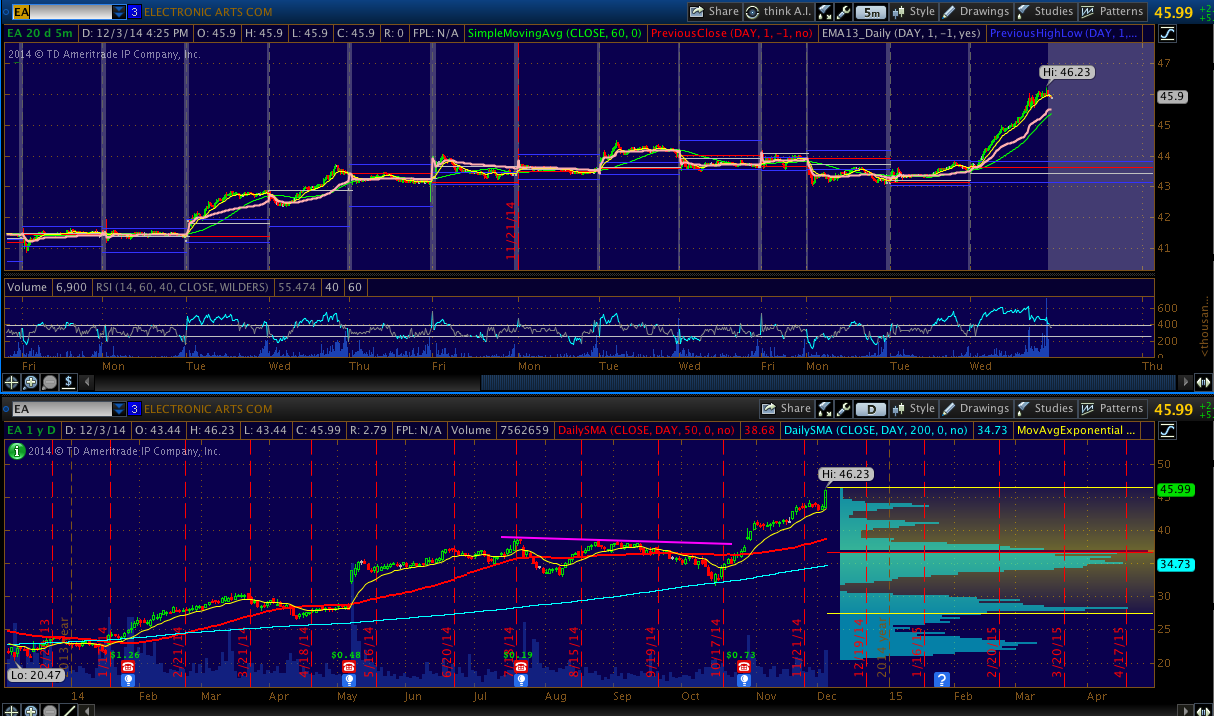 EA 3 ELECTRONIC ARTS COM Share think A.I. 5m Style Drawings Studies Patterns 45.99 +2
EA 20 d 5m D: 12/3/14 4:25 PM O: 45.9 H: 45.9 L: 45.9 C: 45.9 R: 0 FPL: N/A SimpleMovingAvg (CLOSE, 60, 0) PreviousClose (DAY, 1, -1, no) EMA13_Daily (DAY, 1, -1, yes) PreviousHighLow (DAY, 1,...
2014 © TD Ameritrade IP Company, Inc.
47
Hi: 46.23
45.9
45
44
43
42
41
11/21/14
Volume 6,900 RSI (14, 60, 40, CLOSE, WILDERS) 55.474 40 60
600
400
200
0
<thousan...
Fri Mon Tue Wed Thu Fri Mon Tue Wed Fri Mon Tue Wed Thu
$
EA 3 ELECTRONIC ARTS COM Share D Style Drawings Studies Patterns 45.99 +2
EA 1 y D D: 12/3/14 O: 43.44 H: 46.23 L: 43.44 C: 45.99 R: 2.79 FPL: N/A Volume 7562659 DailySMA (CLOSE, DAY, 50, 0, no) 38.68 DailySMA (CLOSE, DAY, 200, 0, no) 34.73 MovAvgExponential ...
2014 © TD Ameritrade IP Company, Inc.
50
Hi: 46.23
45.99
40
34.73
30
25
20
2/21/14 3/21/14 4/18/14 5/16/14 6/20/14 8/15/14 9/19/14 10/17/14 11/21/14 12/19/14 1/16/15 2/20/15 3/20/15 4/17/15
$1.26 $0.48 $0.19 $0.73
Lo: 20.47
?
14 Feb Mar Apr May Jun Jul Aug Sep Oct Nov Dec 15 Feb Mar Apr